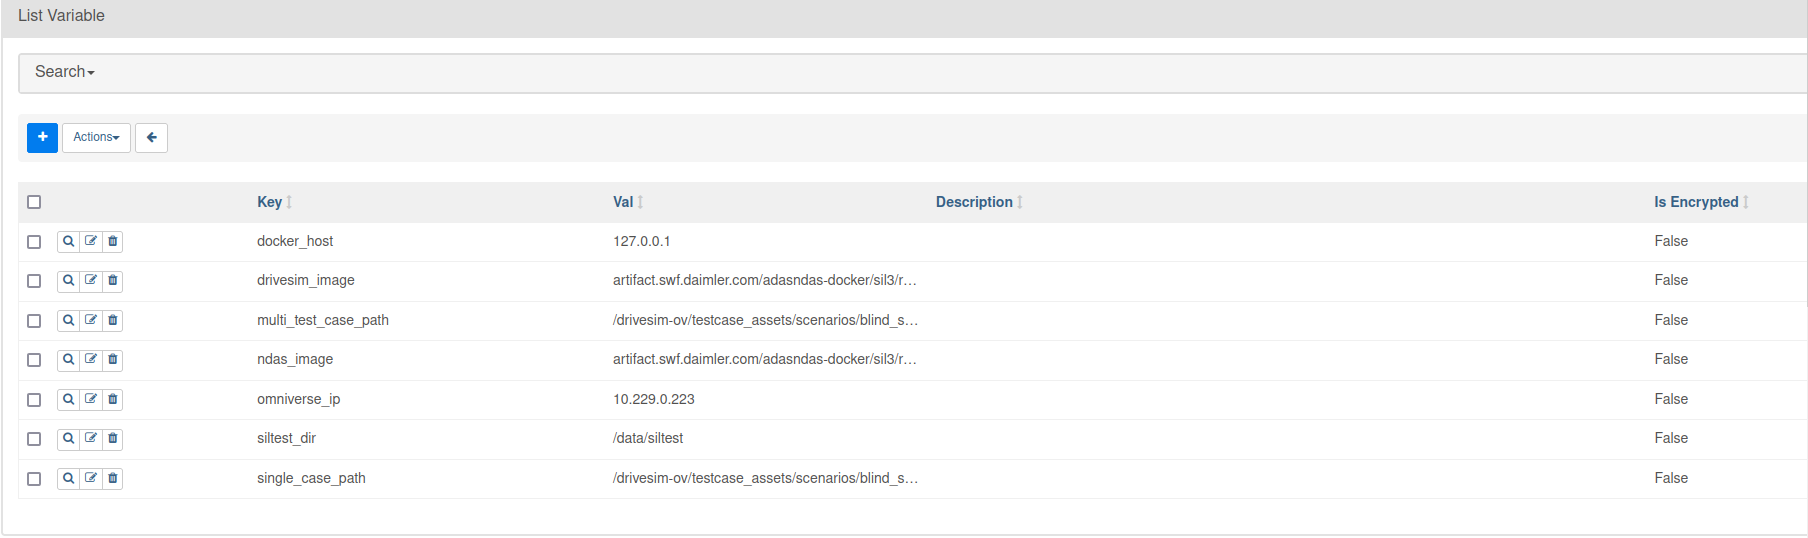 List Variable
Search
Actions
Key Val Description Is Encrypted
docker_host 127.0.0.1 False
drivesim_image artifact.swf.daimler.com/adasndas-docker/sil3/r… False
multi_test_case_path /drivesim-ov/testcase_assets/scenarios/blind_s… False
ndas_image artifact.swf.daimler.com/adasndas-docker/sil3/r… False
omniverse_ip 10.229.0.223 False
siltest_dir /data/siltest False
single_case_path /drivesim-ov/testcase_assets/scenarios/blind_s… False